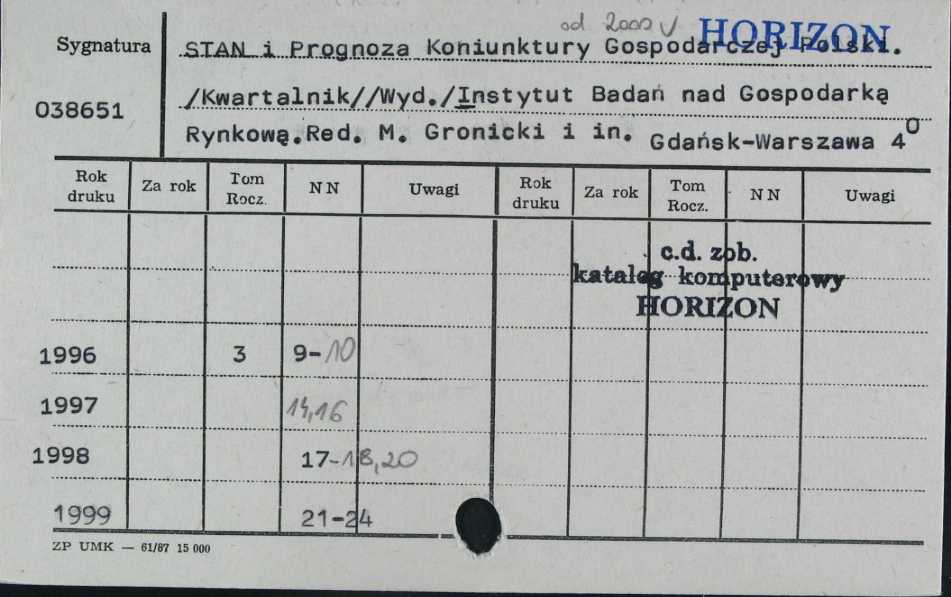 od 2000 HORIZON
Sygnatura STAN i Prognoza Koniunktury Gospodarczej Polski.
038651 /Kwartalnik//Wyd./Instytut Badań nad Gospodarką
Rynkową.Red. M. Gronicki i in. Gdańsk-Warszawa 4°
Rok druku Za rok Tom Rocz. NN Uwagi Rok druku Za rok Tom Rocz. NN Uwagi
c.d. zob.
katalog komputerowy
HORIZON
1996 3 9-10
1997 14,16
1998 17-18,20
1999 21-24
ZP UMK — 61/87 15 000